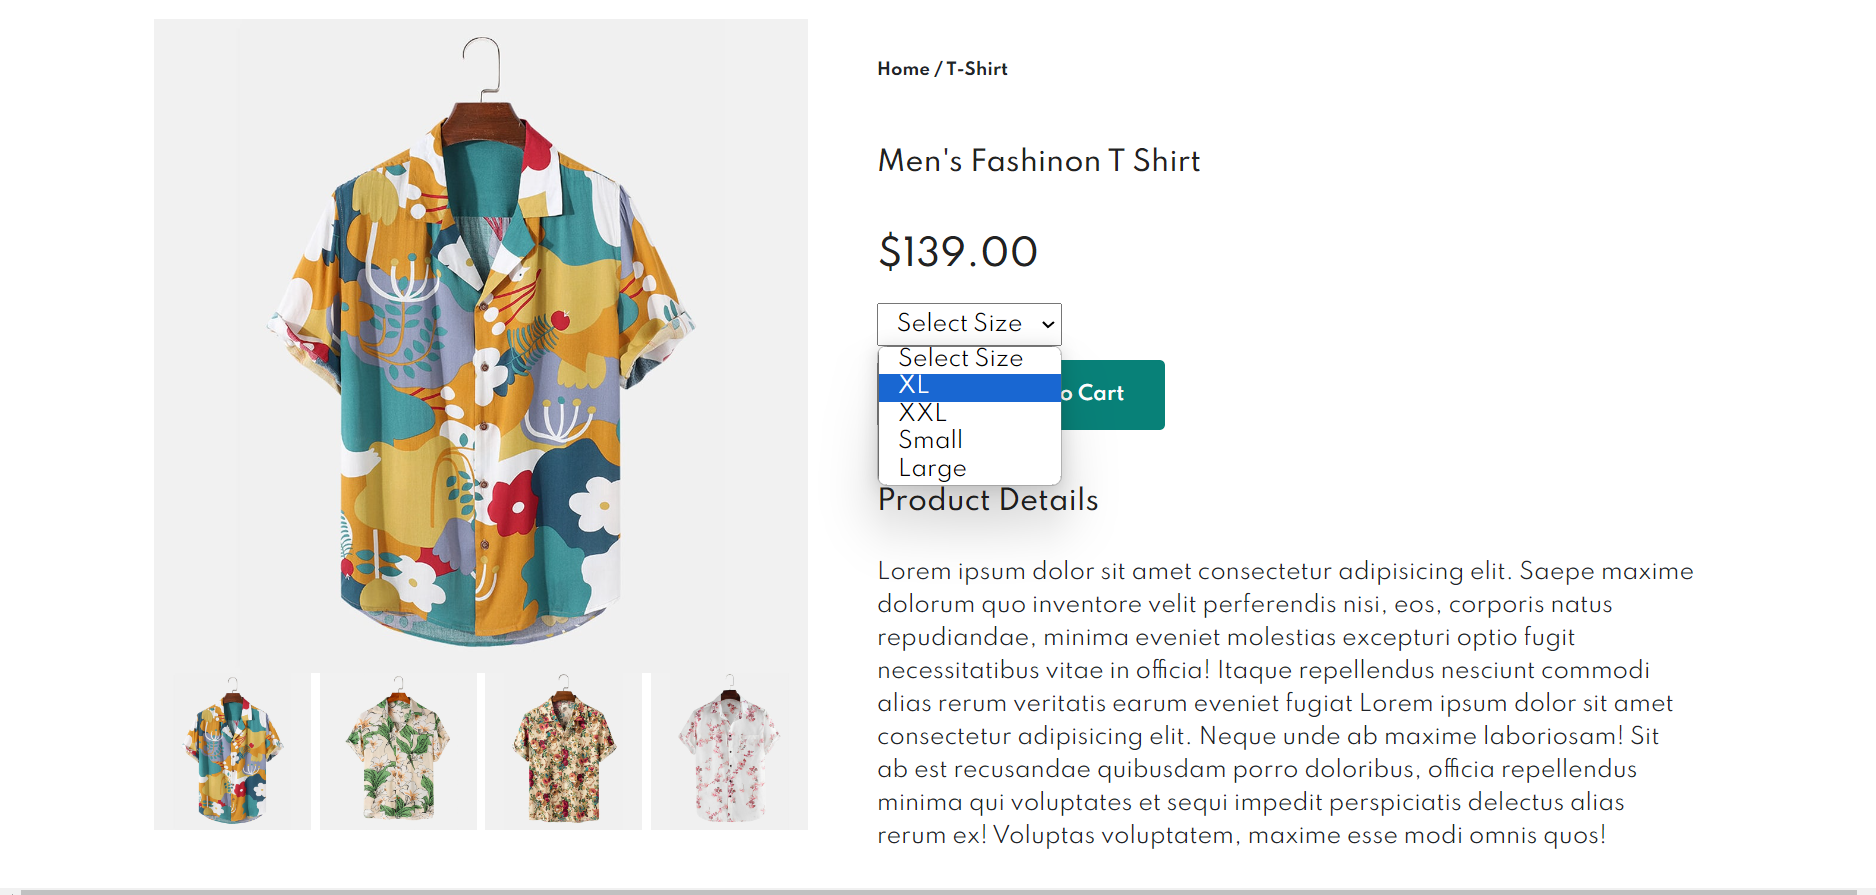 Home / T-Shirt
Men's Fashinon T Shirt
$139.00
Select Size
Select Size
XL
XXL
Small
Large
Cart
Product Details
Lorem ipsum dolor sit amet consectetur adipisicing elit. Saepe maxime
dolorum quo inventore velit perferendis nisi, eos, corporis natus
repudiandae, minima eveniet molestias excepturi optio fugit
necessitatibus vitae in officia! Itaque repellendus nesciunt commodi
alias rerum veritatis earum eveniet fugiat Lorem ipsum dolor sit amet
consectetur adipisicing elit. Neque unde ab maxime laboriosam! Sit
ab est recusandae quibusdam porro doloribus, officia repellendus
minima qui voluptates et sequi impedit perspiciatis delectus alias
rerum ex! Voluptas voluptatem, maxime esse modi omnis quos!